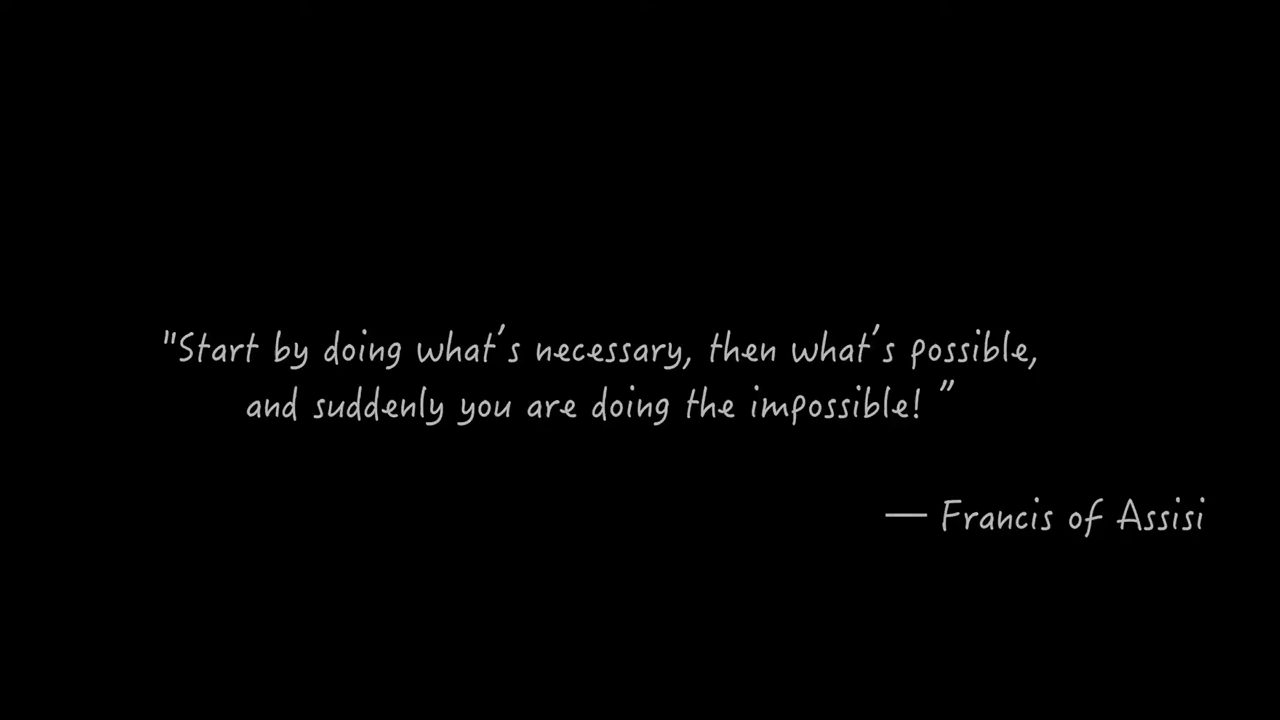 "Start by doing what's necessary, then what's possible,
and suddenly you are doing the impossible! ”
— Francis of Assisi